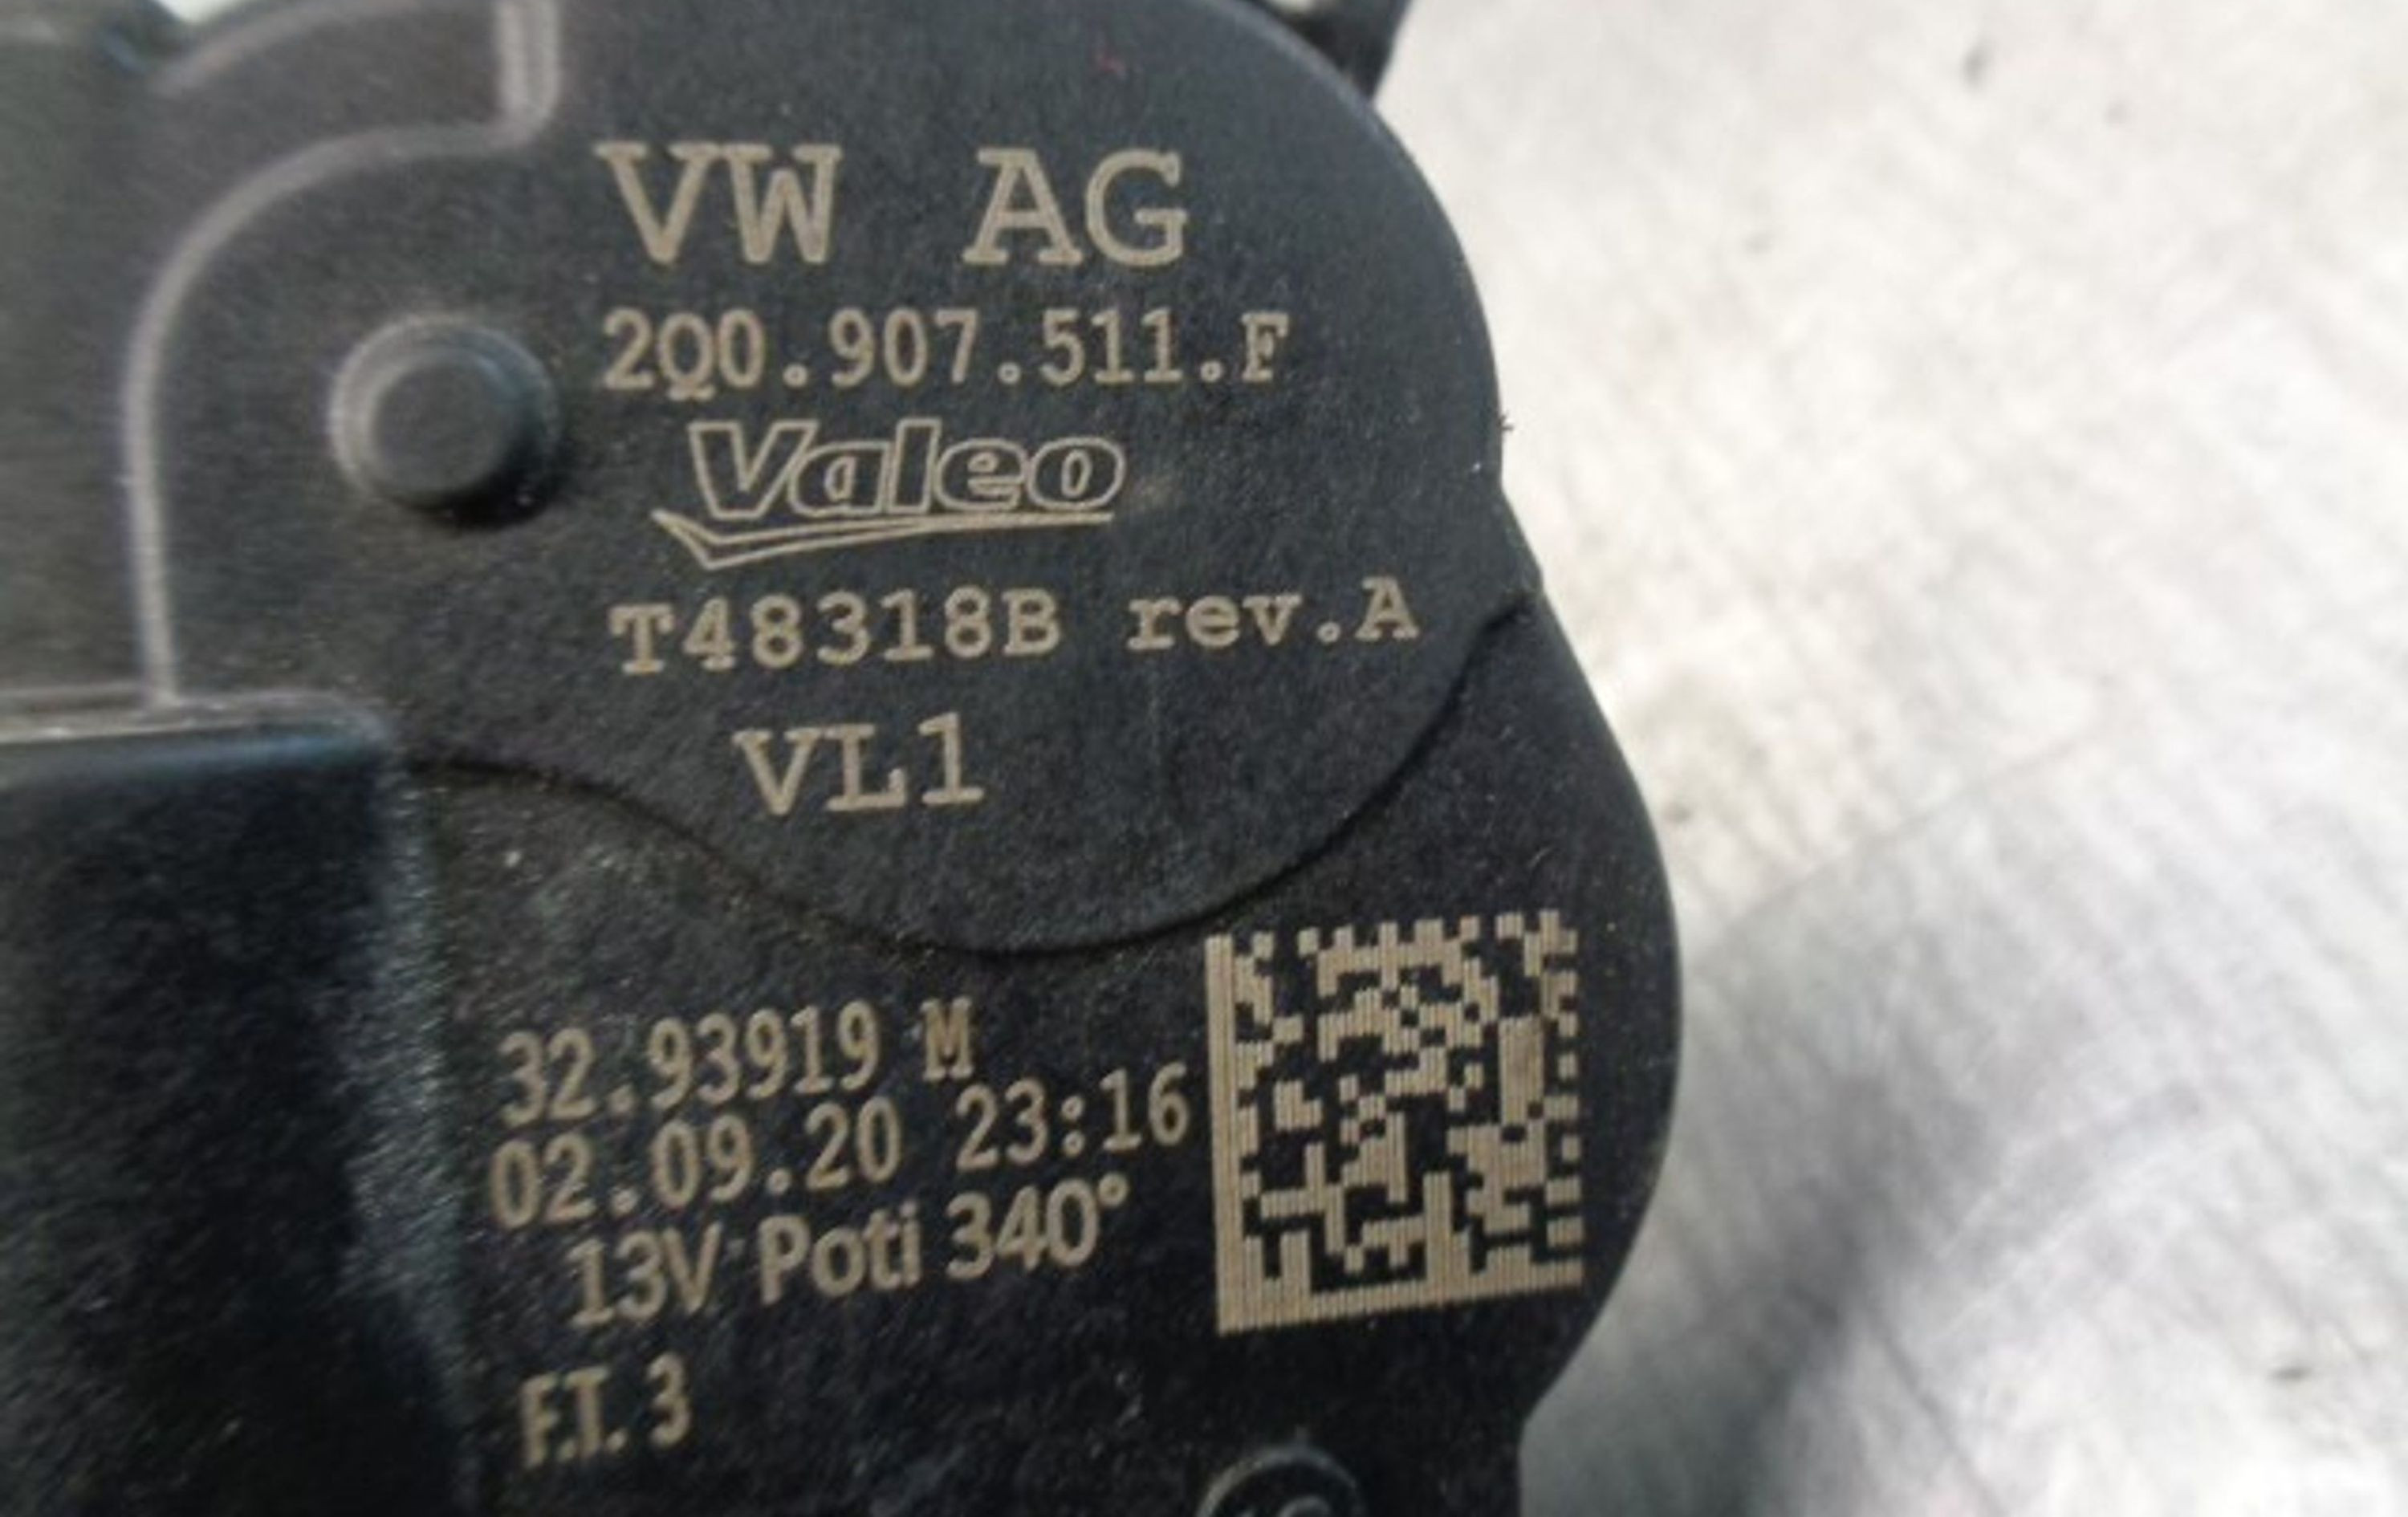 VW AG
2Q0.907.511.F
Valeo
T48318B rev.A
VL1
32.93919 M
02.09.20 23:16
13V Poti 340°
F.T. 3